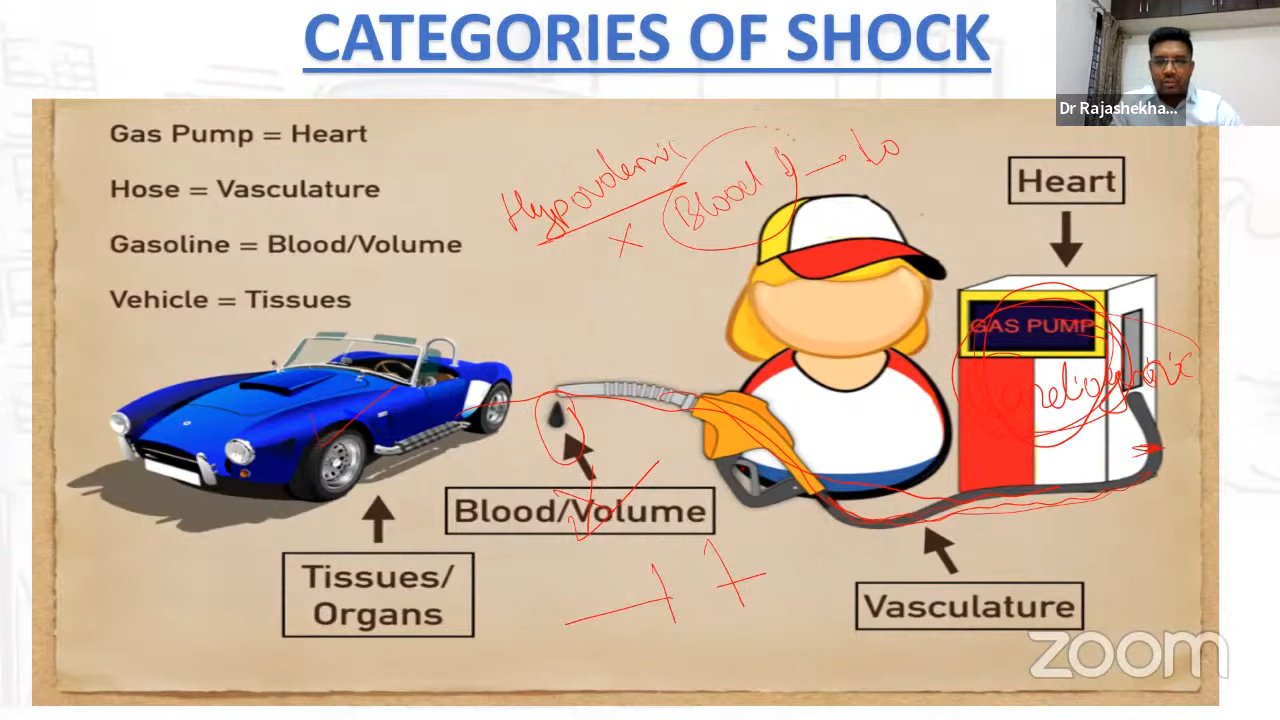 CATEGORIES OF SHOCK
Dr Rajashekha...
Gas Pump = Heart
Hose = Vasculature
Gasoline = Blood/Volume
Vehicle = Tissues
Hypovolemic
Blood
Heart
GAS PUMP
Cardiogenic
Blood/Volume
Tissues/
Organs
Vasculature
zoom